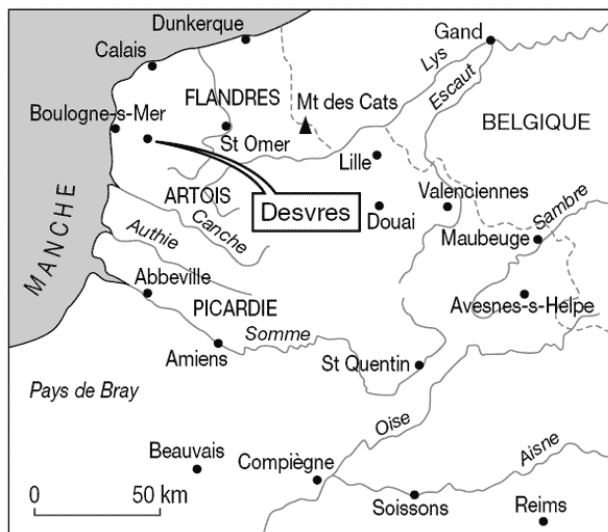 Dunkerque
Gand
Calais
Lys
Escaut
FLANDRES
Mt des Cats
Boulogne-s-Mer
BELGIQUE
St Omer
Lille
ARTOIS
Valenciennes
Sambre
Desvres
Douai
MANCHE
Canche
Maubeuge
Authie
Abbeville
Avesnes-s-Helpe
PICARDIE
Somme
Amiens
St Quentin
Pays de Bray
Oise
Beauvais
Compiègne
Aisne
0 50 km
Soissons
Reims